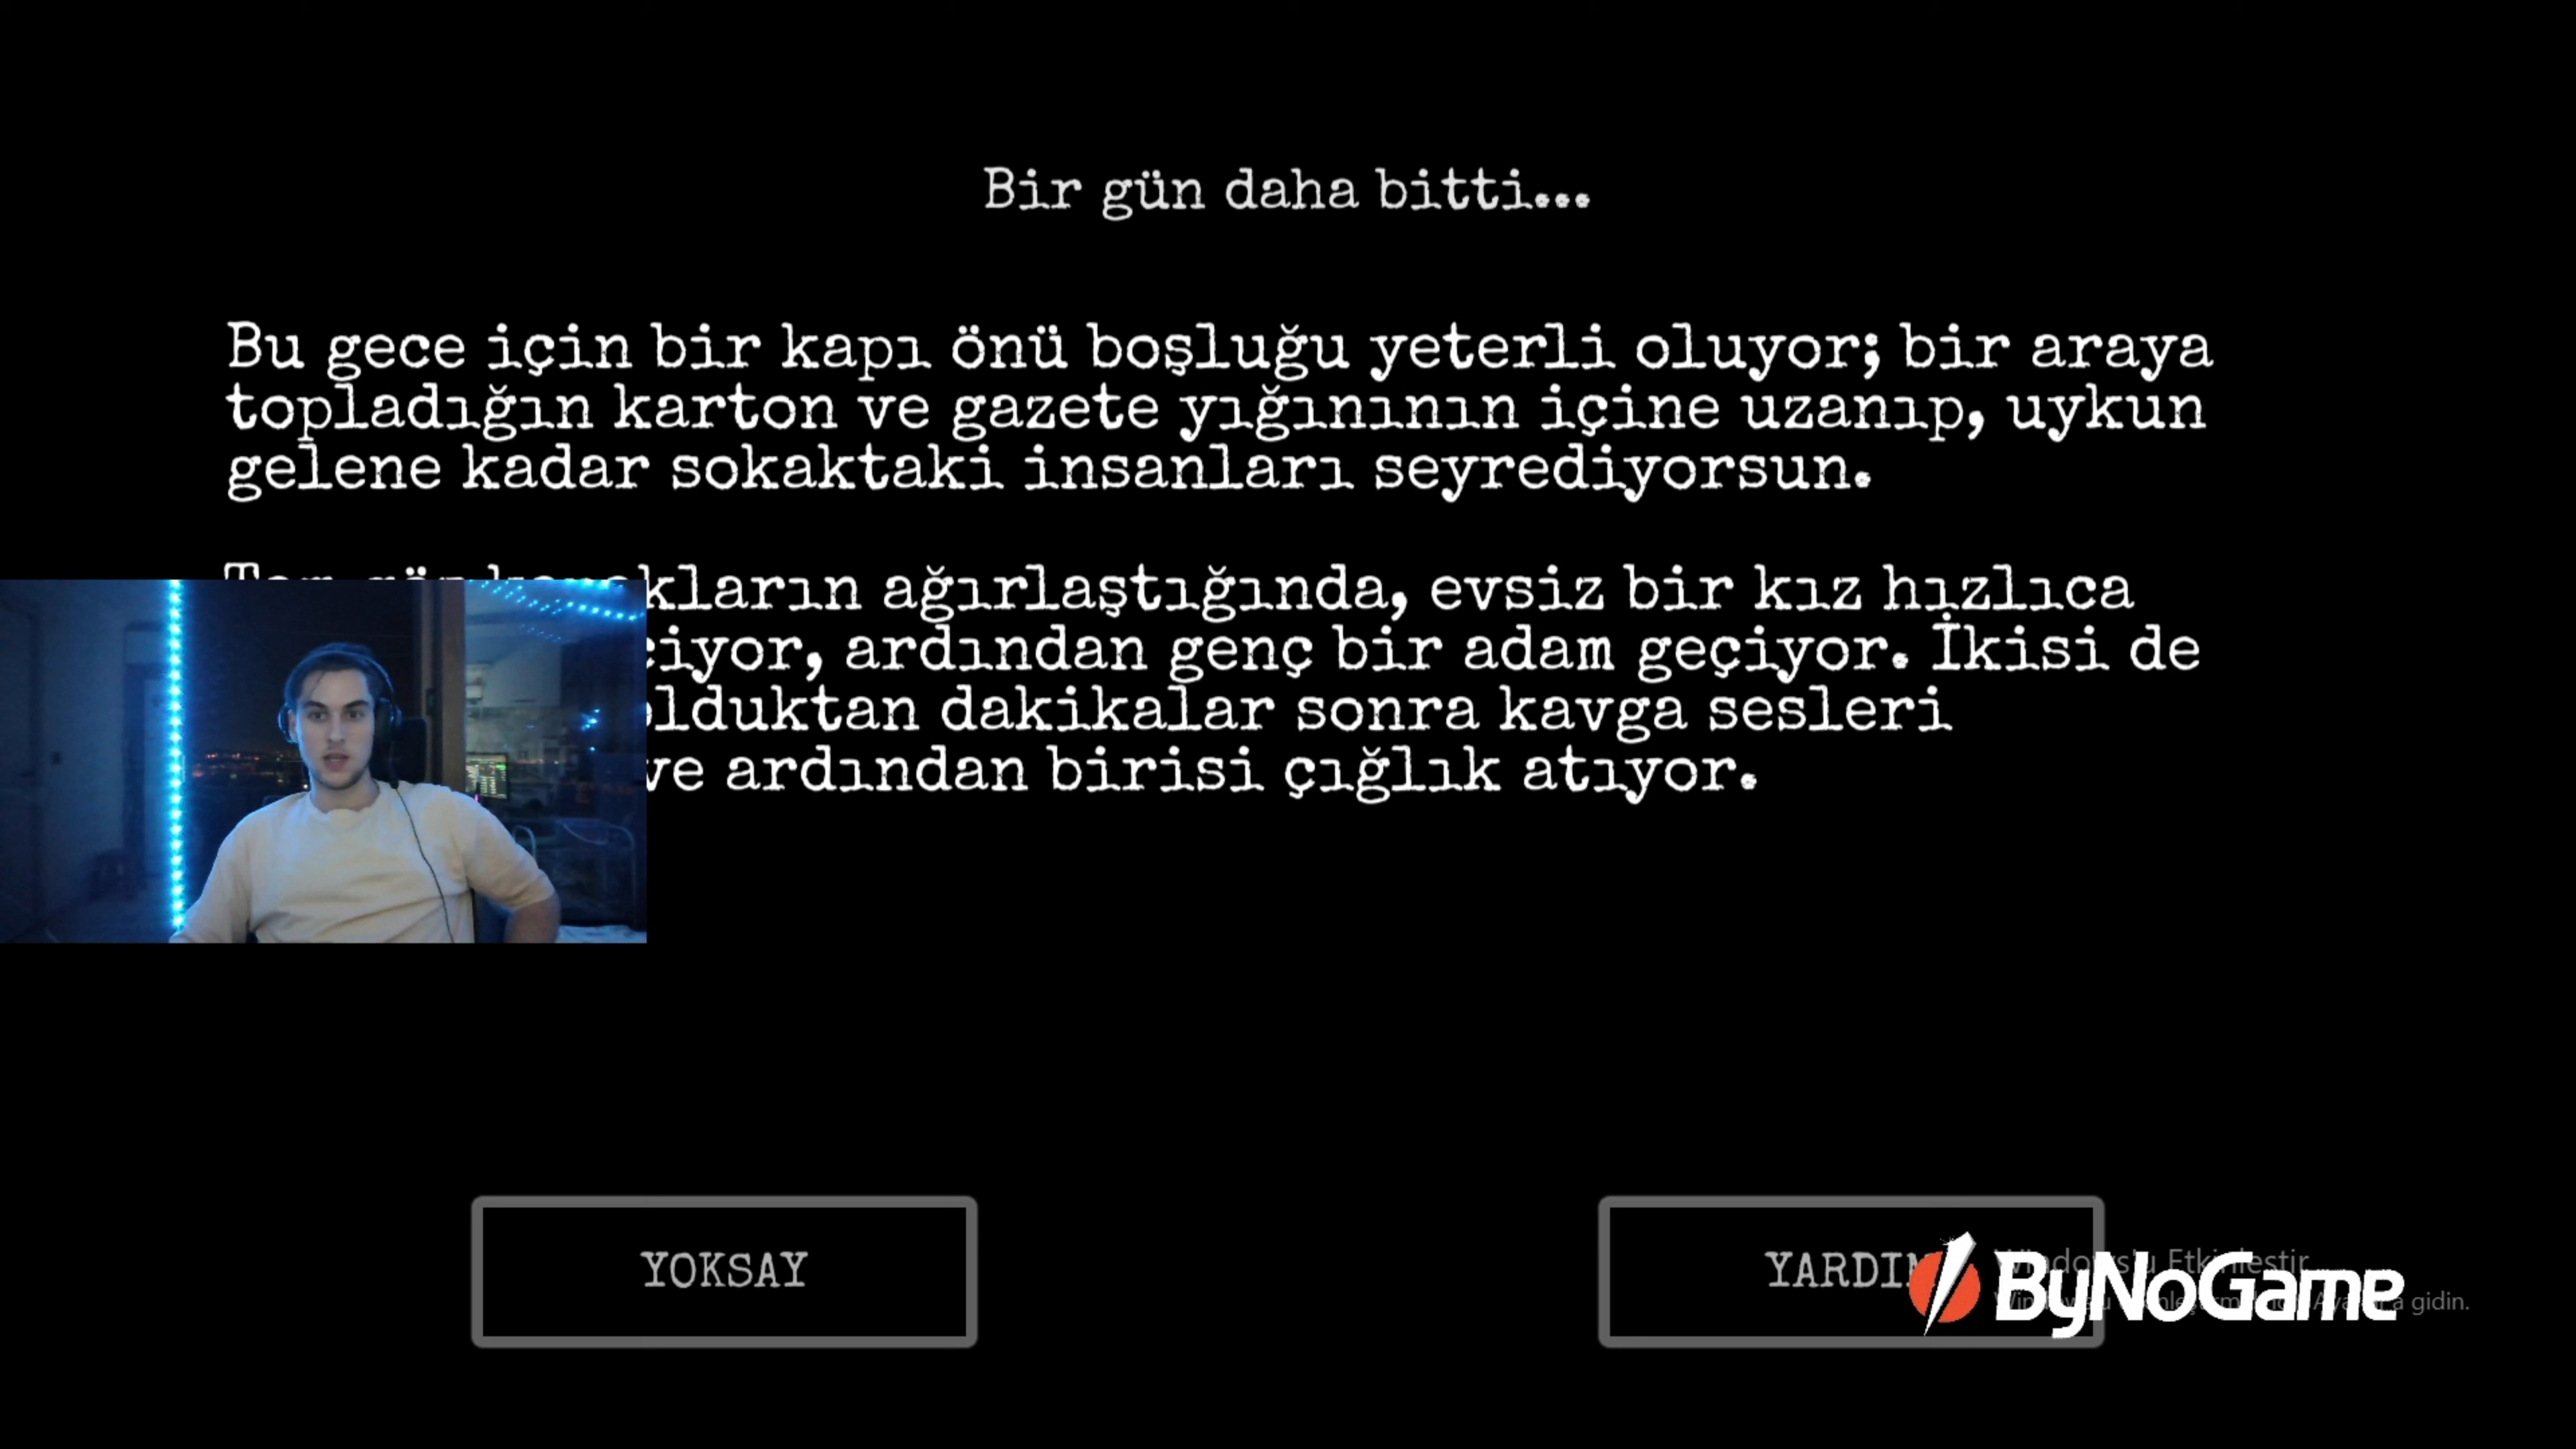 Bir gün daha bitti...
Bu gece için bir kapı önü boşluğu yeterli oluyor; bir araya
topladığın karton ve gazete yığınının içine uzanıp, uykun
gelene kadar sokaktaki insanları seyrediyorsun.
ağırlaştığında, evsiz bir kız hızlıca
ardından genç bir adam geçiyor. İkisi de
dakikalar sonra kavga sesleri
ve ardından birisi çığlık atıyor.
YOKSAY
ByNoGame
gidin.